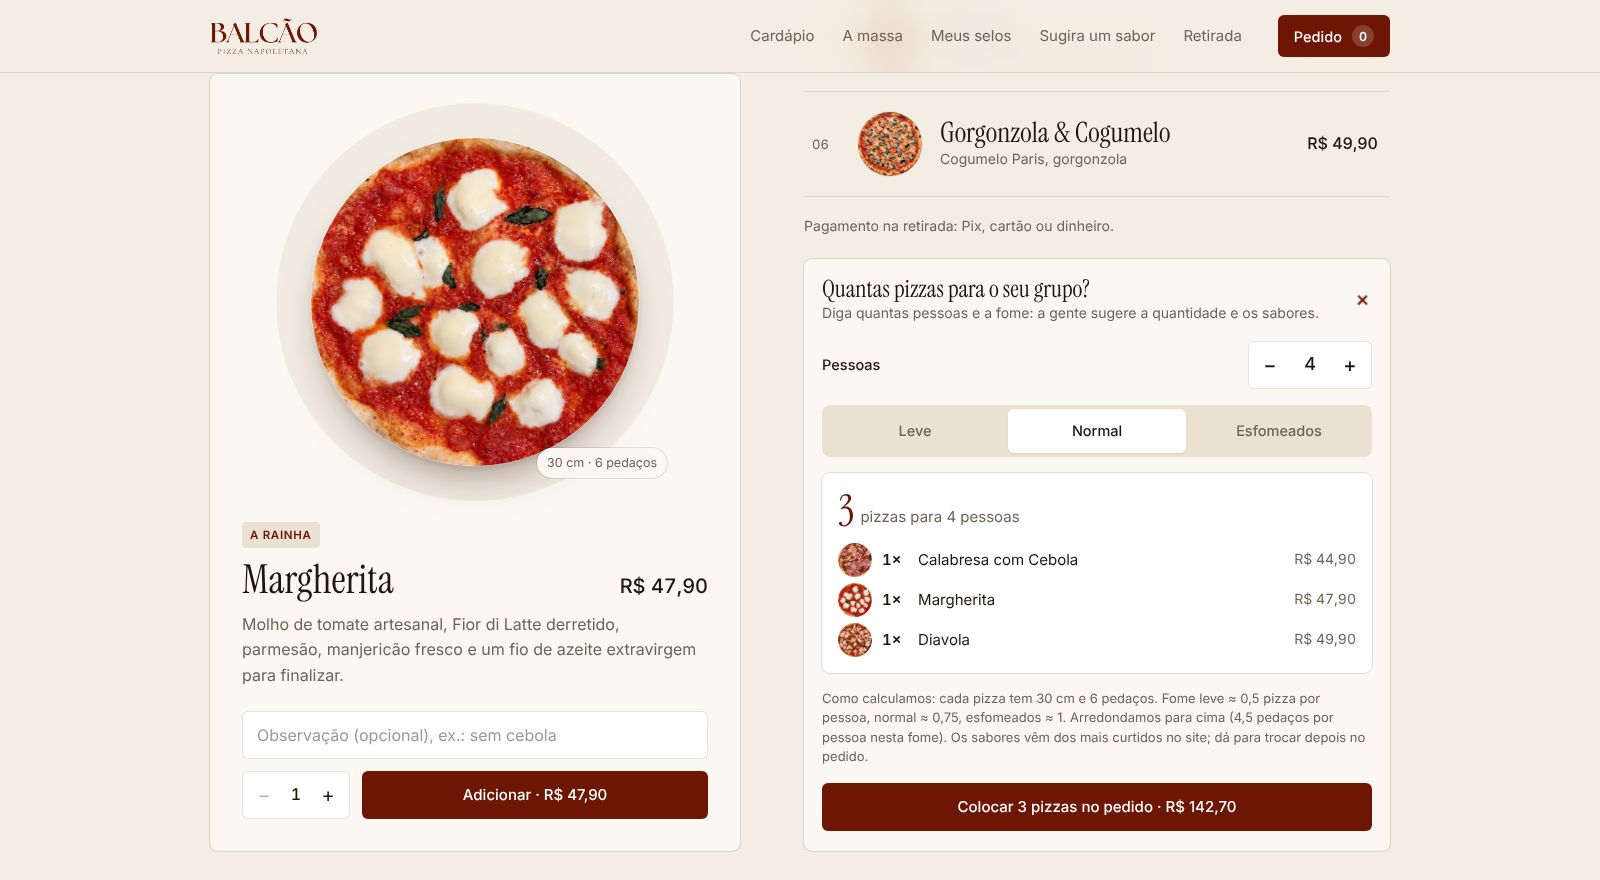 BALCÃO
PIZZA NAPOLETANA
Cardápio
A massa
Meus selos
Sugira um sabor
Retirada
Pedido 0
30 cm · 6 pedaços
A RAINHA
Margherita
R$ 47,90
Molho de tomate artesanal, Fior di Latte derretido,
parmesão, manjericão fresco e um fio de azeite extravirgem
para finalizar.
Observação (opcional), ex.: sem cebola
− 1 +
Adicionar · R$ 47,90
06
Gorgonzola & Cogumelo
Cogumelo Paris, gorgonzola
R$ 49,90
Pagamento na retirada: Pix, cartão ou dinheiro.
Quantas pizzas para o seu grupo?
Diga quantas pessoas e a fome: a gente sugere a quantidade e os sabores.
×
Pessoas
− 4 +
Leve
Normal
Esfomeados
3 pizzas para 4 pessoas
1× Calabresa com Cebola R$ 44,90
1× Margherita R$ 47,90
1× Diavola R$ 49,90
Como calculamos: cada pizza tem 30 cm e 6 pedaços. Fome leve ≈ 0,5 pizza por
pessoa, normal ≈ 0,75, esfomeados ≈ 1. Arredondamos para cima (4,5 pedaços por
pessoa nesta fome). Os sabores vêm dos mais curtidos no site; dá para trocar depois no
pedido.
Colocar 3 pizzas no pedido · R$ 142,70